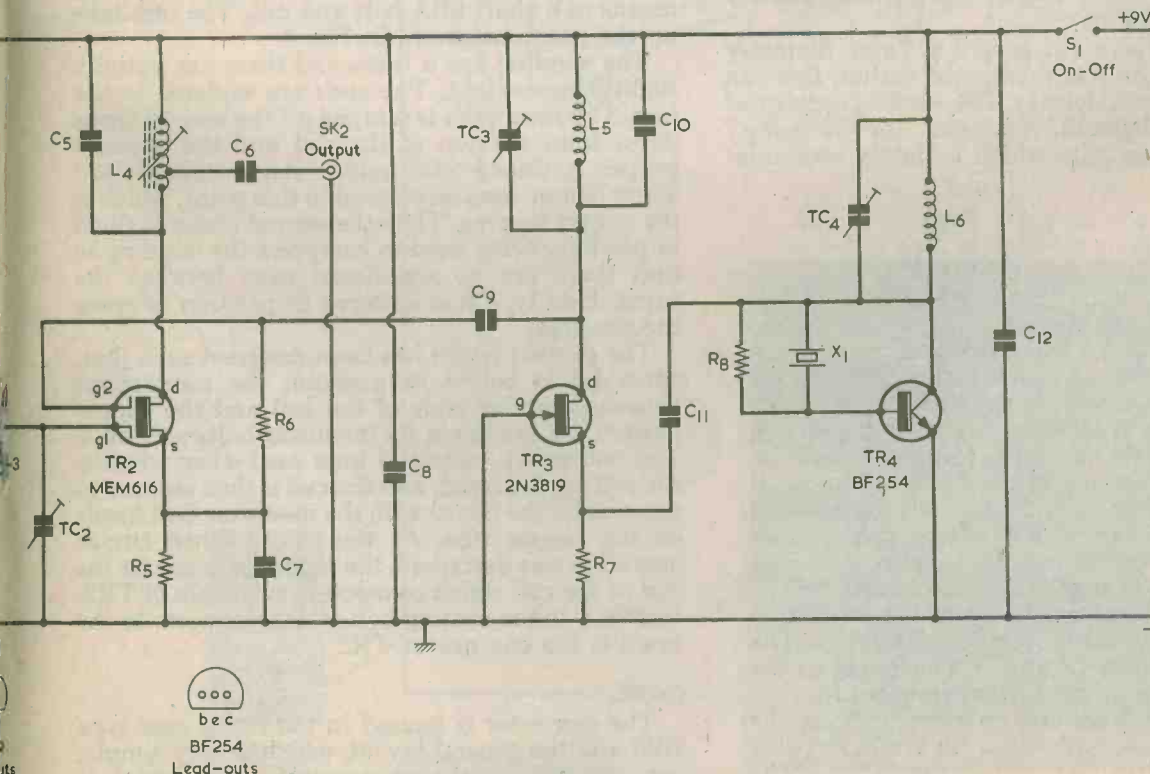 +9V
S1
On-Off
C5
L4
C6
SK2
Output
TC3
L5
C10
TC4
L6
C9
C12
g2
g1
d
s
TR2
MEM616
R6
C8
g
d
s
TR3
2N3819
C11
R8
X1
TR4
BF254
-3
TC2
R5
C7
R7
b e c
BF254
Lead-outs